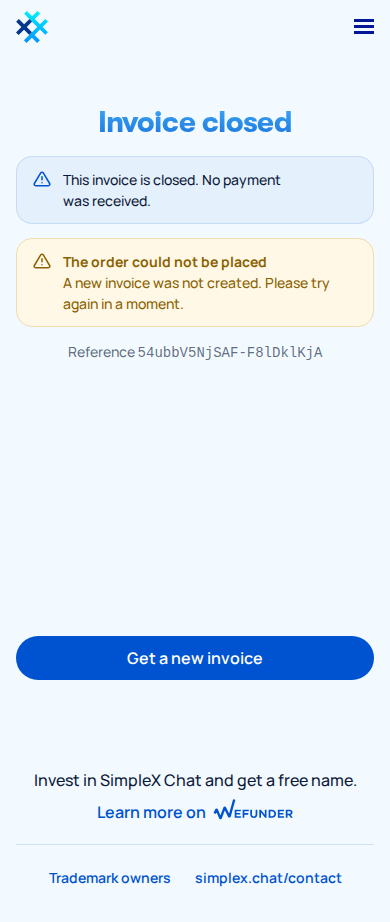 Invoice closed
This invoice is closed. No payment
was received.
The order could not be placed
A new invoice was not created. Please try
again in a moment.
Reference 54ubbV5NjSAF-F8lDklKjA
Get a new invoice
Invest in SimpleX Chat and get a free name.
Learn more on WEFUNDER
Trademark owners simplex.chat/contact